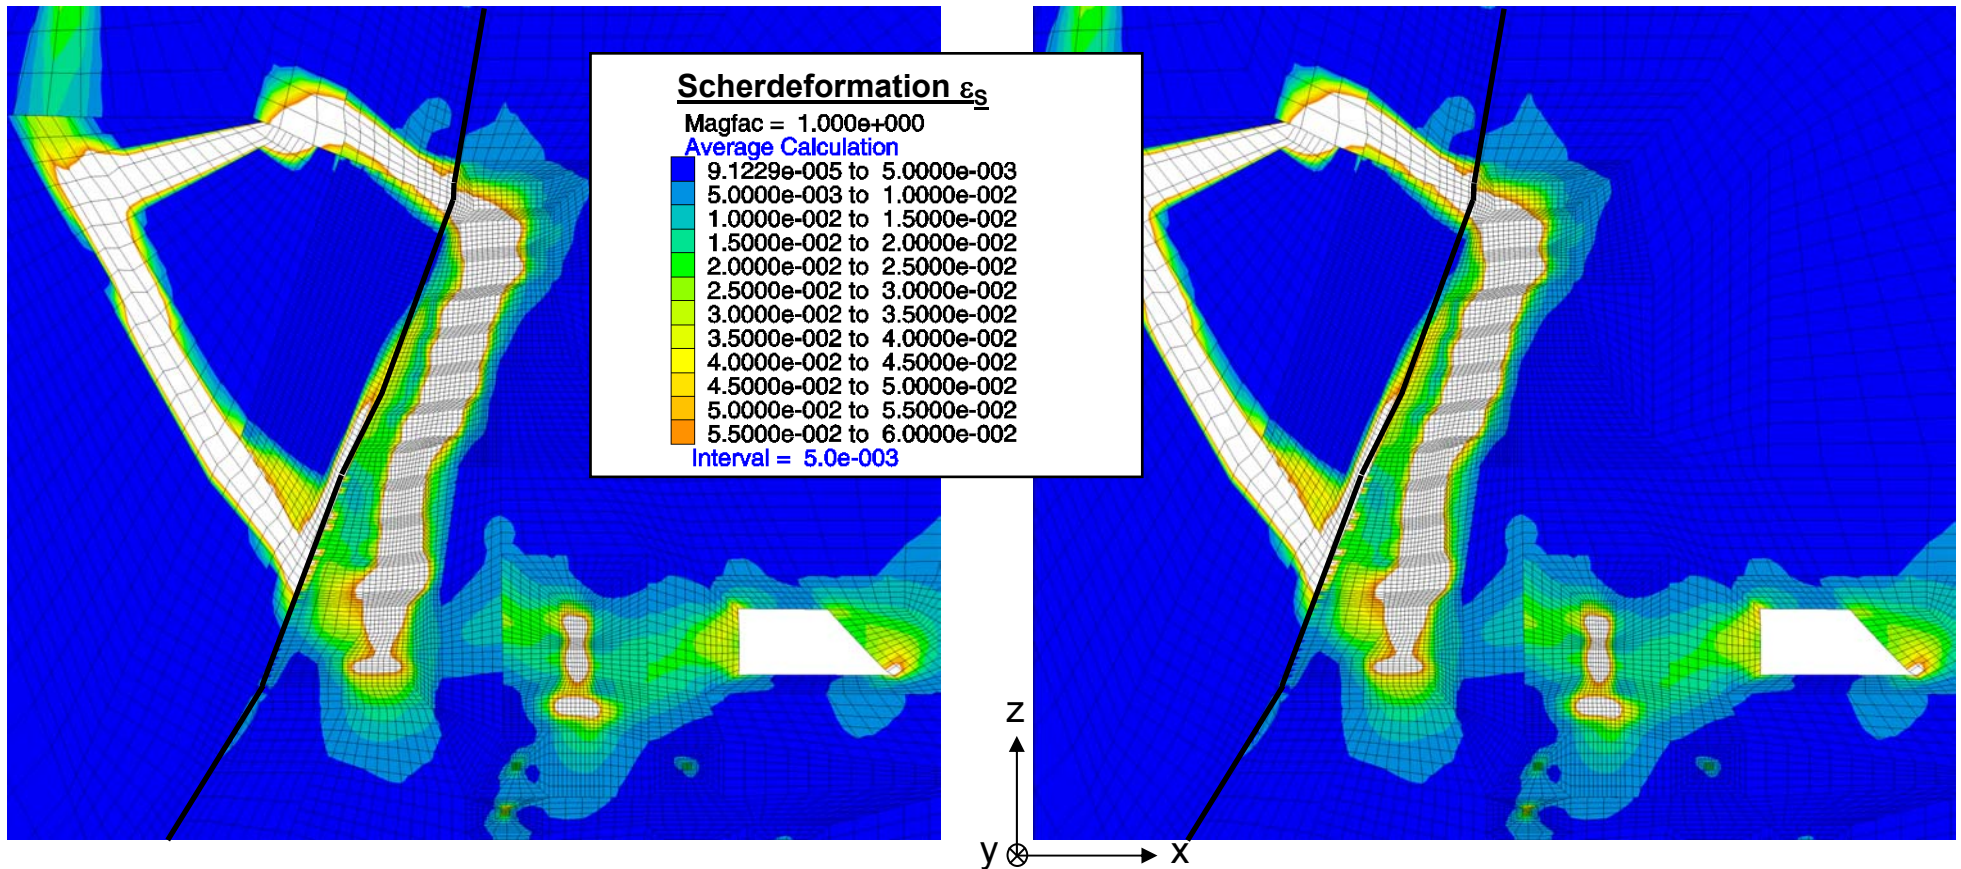 Scherdeformation εS
Magfac = 1.000e+000
Average Calculation
9.1229e-005 to 5.0000e-003
5.0000e-003 to 1.0000e-002
1.0000e-002 to 1.5000e-002
1.5000e-002 to 2.0000e-002
2.0000e-002 to 2.5000e-002
2.5000e-002 to 3.0000e-002
3.0000e-002 to 3.5000e-002
3.5000e-002 to 4.0000e-002
4.0000e-002 to 4.5000e-002
4.5000e-002 to 5.0000e-002
5.0000e-002 to 5.5000e-002
5.5000e-002 to 6.0000e-002
Interval = 5.0e-003
z
y
x